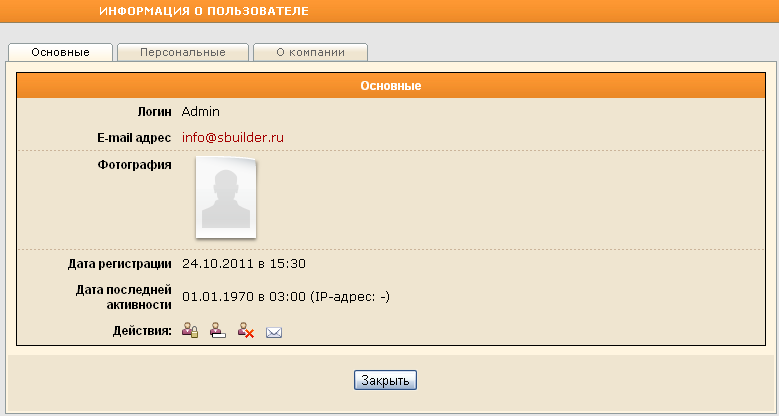 ИНФОРМАЦИЯ О ПОЛЬЗОВАТЕЛЕ
Основные Персональные О компании
Основные
Логин Admin
E-mail адрес info@sbuilder.ru
Фотография
Дата регистрации 24.10.2011 в 15:30
Дата последней
активности 01.01.1970 в 03:00 (IP-адрес: -)
Действия:
Закрыть